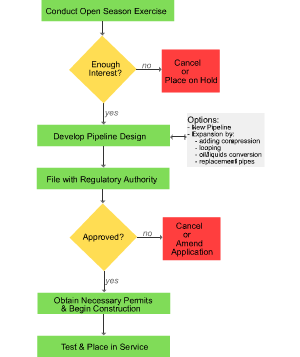 Conduct Open Season Exercise
Enough
Interest?
no
Cancel
or
Place on Hold
yes
Options:
- New Pipeline
- Expansion by:
- adding compression
- looping
- oil/liquids conversion
- replacement pipes
Develop Pipeline Design
File with Regulatory Authority
Approved?
no
Cancel
or
Amend
Application
yes
Obtain Necessary Permits
& Begin Construction
Test & Place in Service